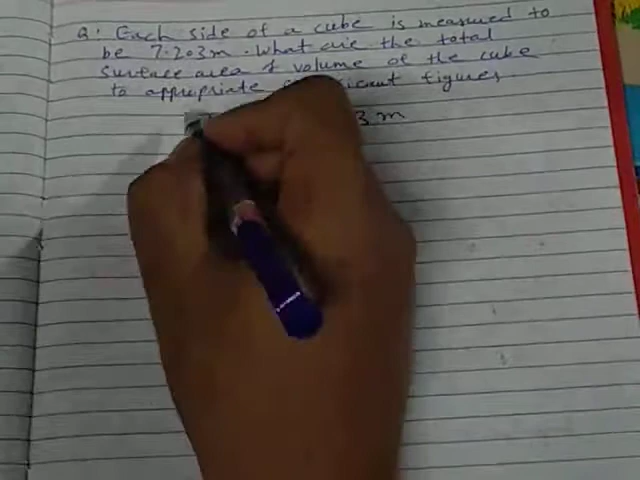 Q. Each side of a cube is measured to
be 7.203m. What are the total
surface area & volume of the cube
to appropriate figures
3 m